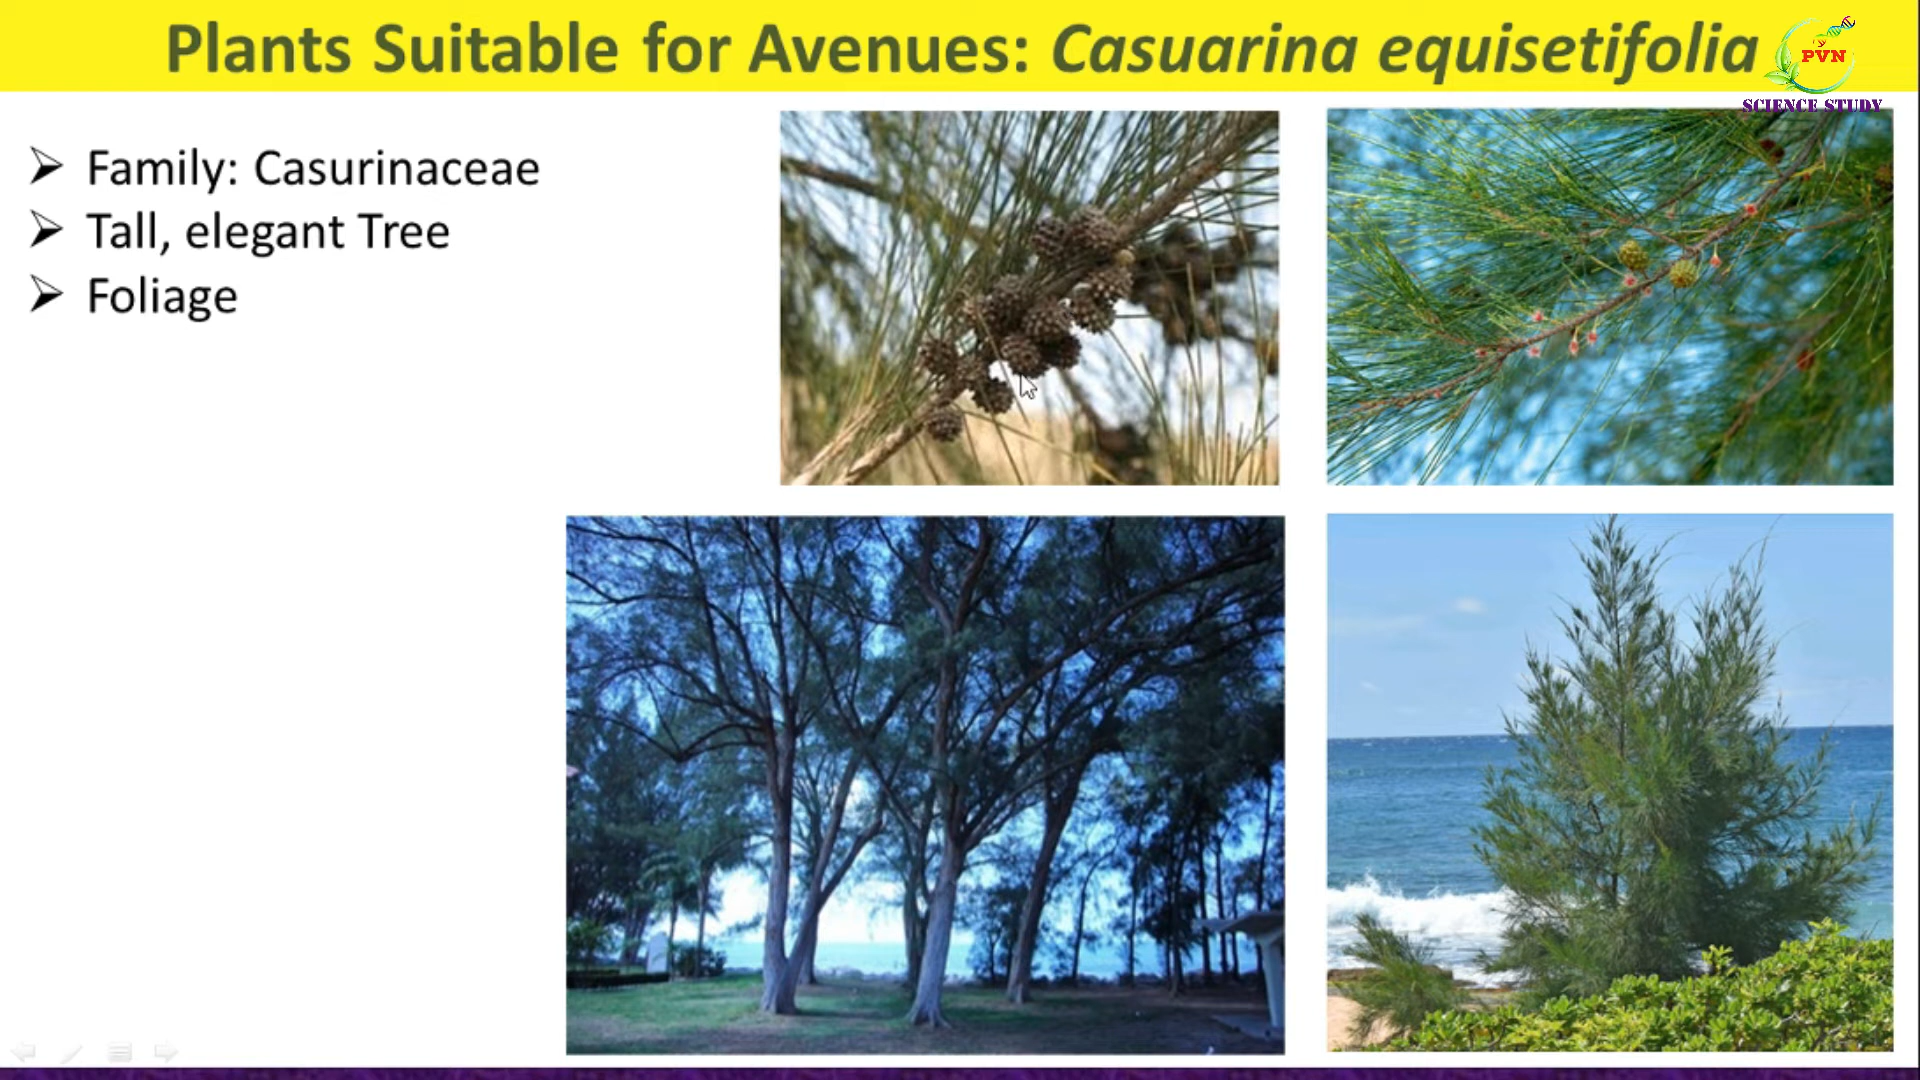 Plants Suitable for Avenues: Casuarina equisetifolia
PVN
SCIENCE STUDY
Family: Casurinaceae
Tall, elegant Tree
Foliage